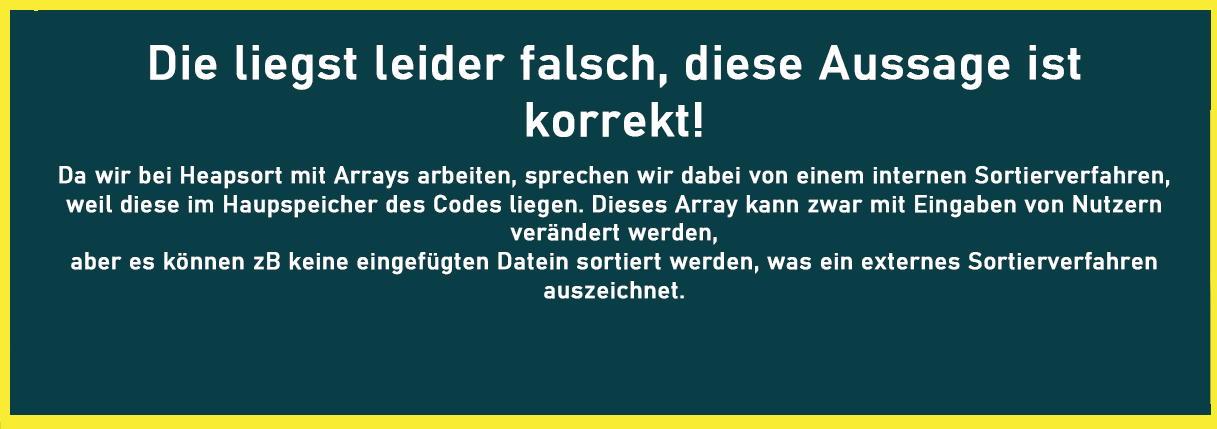 Die liegst leider falsch, diese Aussage ist
korrekt!
Da wir bei Heapsort mit Arrays arbeiten, sprechen wir dabei von einem internen Sortierverfahren,
weil diese im Haupspeicher des Codes liegen. Dieses Array kann zwar mit Eingaben von Nutzern
verändert werden,
aber es können zB keine eingefügten Datein sortiert werden, was ein externes Sortierverfahren
auszeichnet.